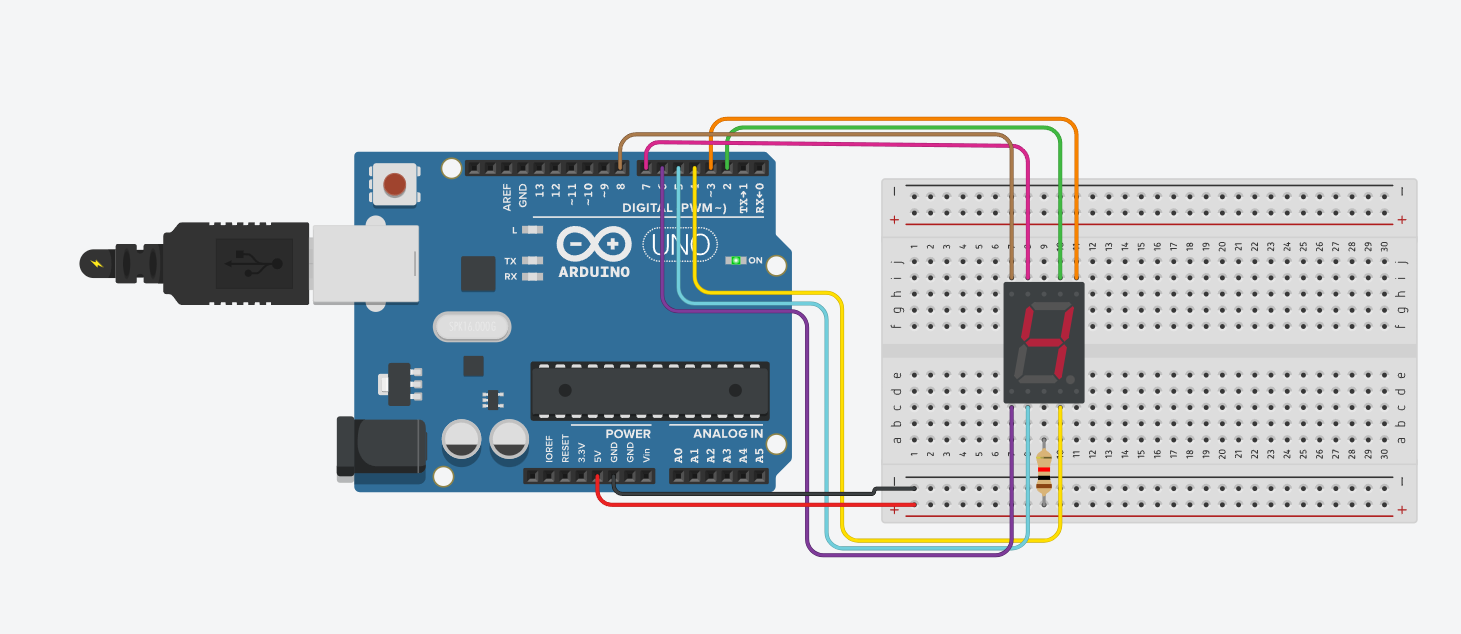 AREF
GND
13
12
~11
~10
~9
8
7
~3
2
TX→1
RX←0
DIGITAL (PWM~)
L
TX
RX
ARDUINO
UNO
ON
POWER
ANALOG IN
IOREF
RESET
3.3V
5V
GND
GND
Vin
A0
A1
A2
A3
A4
A5
− −
+ +
1 2 3 4 5 6 7 8 9 10 11 12 13 14 15 16 17 18 19 20 21 22 23 24 25 26 27 28 29 30
j j
i i
h h
g g
f f
4
e e
d d
c c
b b
a a
1 2 3 4 5 6 7 8 9 10 11 12 13 14 15 16 17 18 19 20 21 22 23 24 25 26 27 28 29 30
− −
+ +